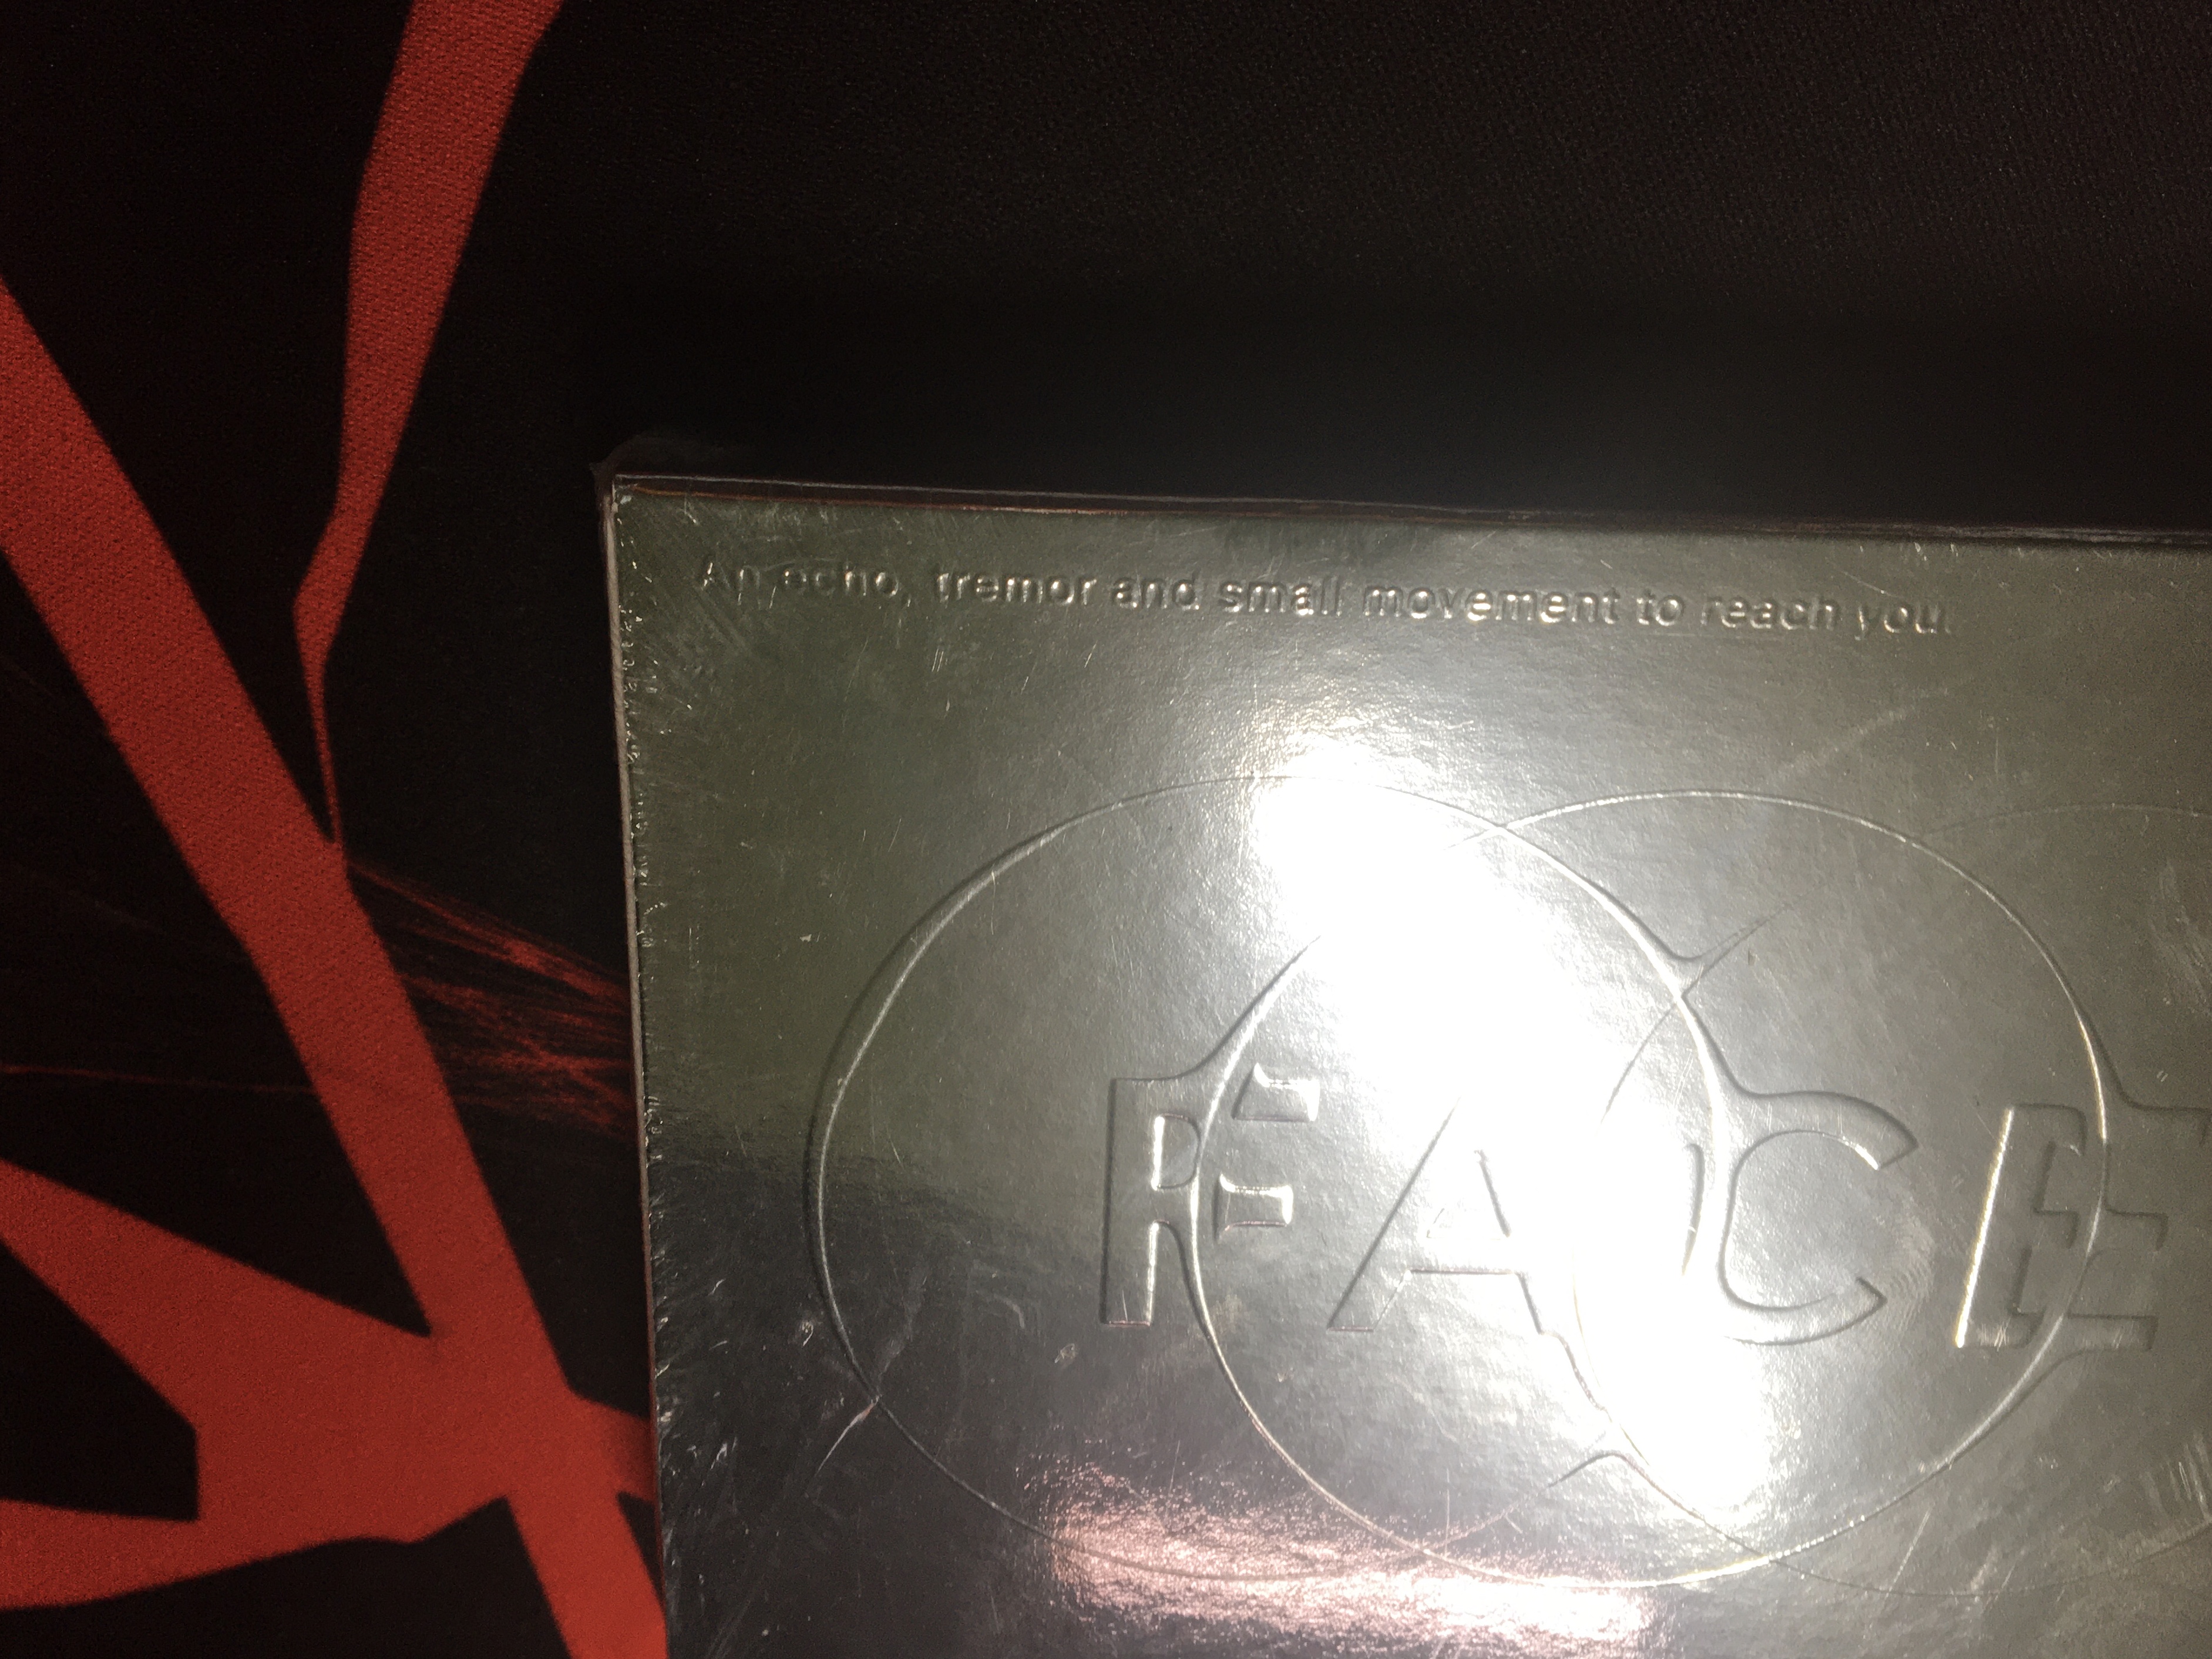 An echo, tremor and small movement to reach you.
FACE